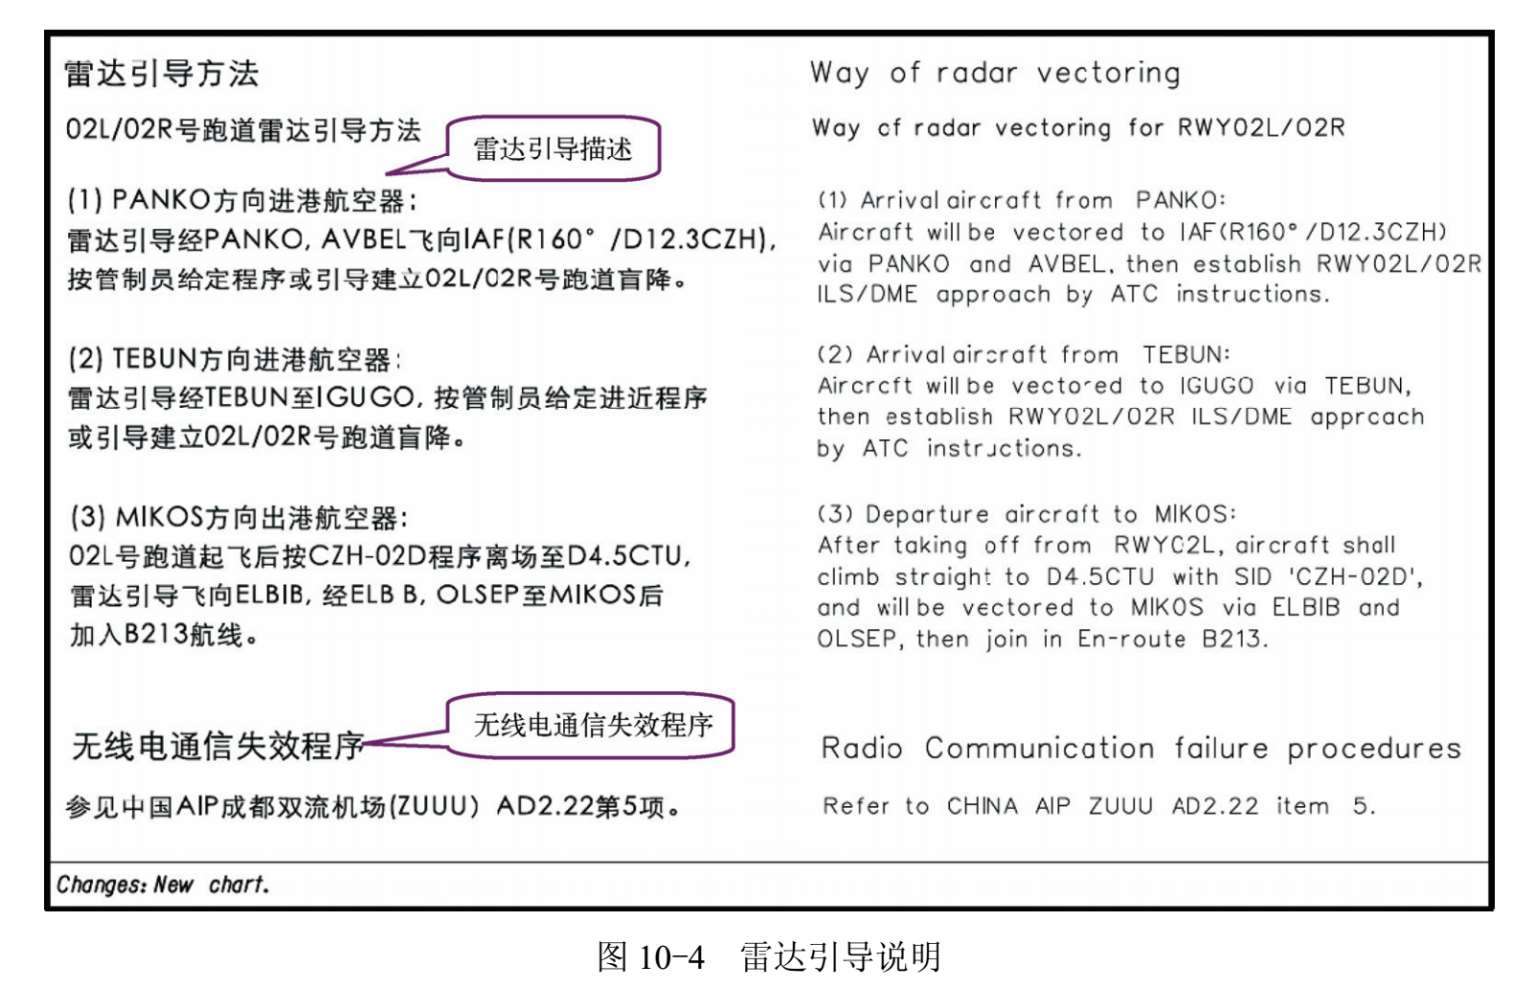 雷达引导方法
02L/02R号跑道雷达引导方法
雷达引导描述
(1) PANKO方向进港航空器:
雷达引导经PANKO, AVBEL飞向IAF(R160° /D12.3CZH),
按管制员给定程序或引导建立02L/02R号跑道盲降。
(2) TEBUN方向进港航空器:
雷达引导经TEBUN至IGUGO, 按管制员给定进近程序
或引导建立02L/02R号跑道盲降。
(3) MIKOS方向出港航空器:
02L号跑道起飞后按CZH-02D程序离场至D4.5CTU,
雷达引导飞向ELBIB, 经ELB B, OLSEP至MIKOS后
加入B213航线。
无线电通信失效程序
无线电通信失效程序
参见中国AIP成都双流机场(ZUUU) AD2.22第5项。
Way of radar vectoring
Way of radar vectoring for RWY02L/02R
(1) Arrival aircraft from PANKO:
Aircraft will be vectored to IAF(R160° /D12.3CZH)
via PANKO and AVBEL, then establish RWY02L/02R
ILS/DME approach by ATC instructions.
(2) Arrival aircraft from TEBUN:
Aircraft will be vectored to IGUGO via TEBUN,
then establish RWY02L/02R ILS/DME approach
by ATC instructions.
(3) Departure aircraft to MIKOS:
After taking off from RWY02L, aircraft shall
climb straight to D4.5CTU with SID 'CZH-02D',
and will be vectored to MIKOS via ELBIB and
OLSEP, then join in En-route B213.
Radio Communication failure procedures
Refer to CHINA AIP ZUUU AD2.22 item 5.
Changes: New chart.
图 10-4 雷达引导说明